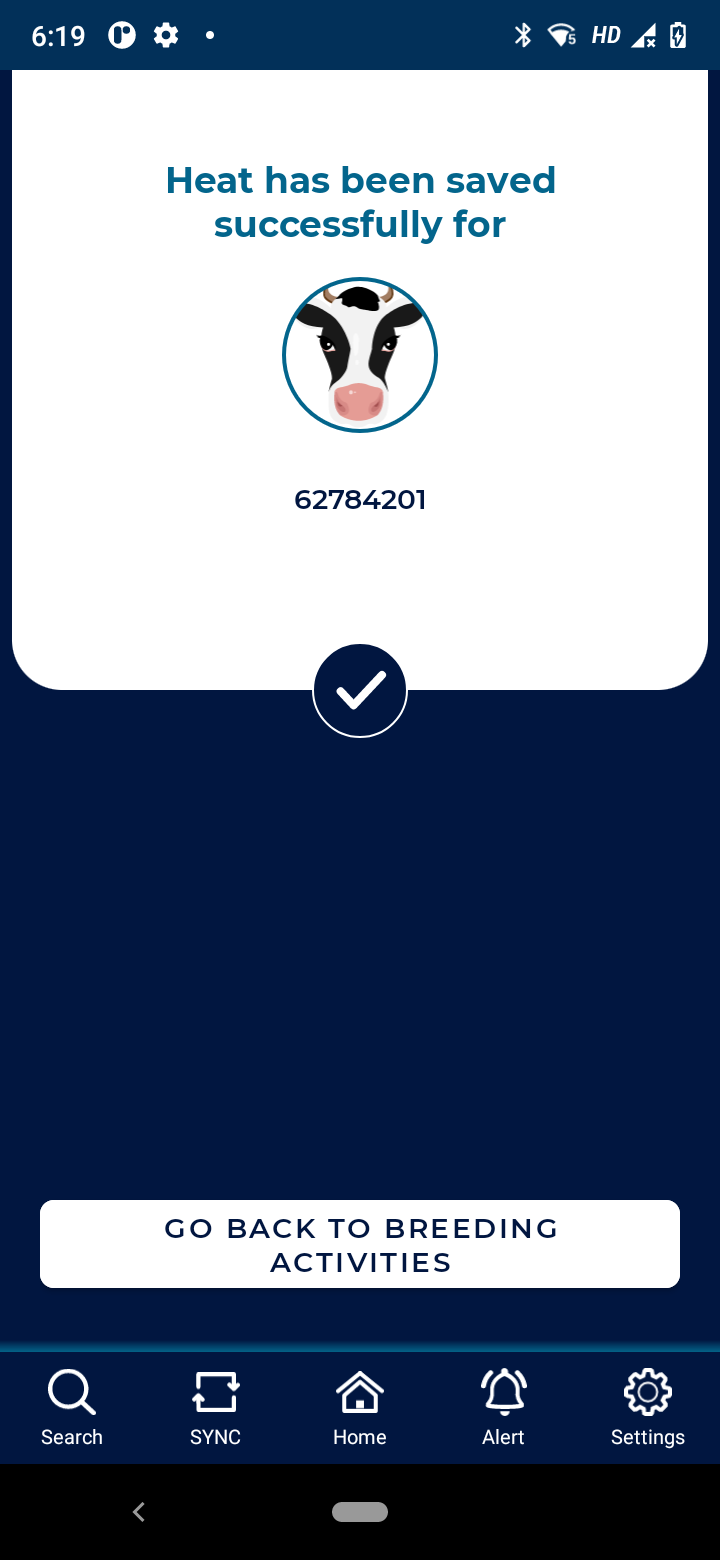 6:19
5 HD
Heat has been saved
successfully for
62784201
GO BACK TO BREEDING
ACTIVITIES
Search SYNC Home Alert Settings